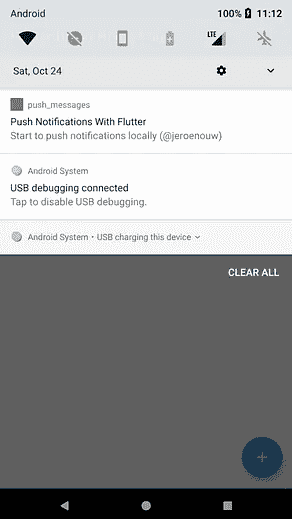 Android 100% 11:12
LTE
Sat, Oct 24
push_messages
Push Notifications With Flutter
Start to push notifications locally (@jeroenouw)
Android System
USB debugging connected
Tap to disable USB debugging.
Android System • USB charging this device
CLEAR ALL